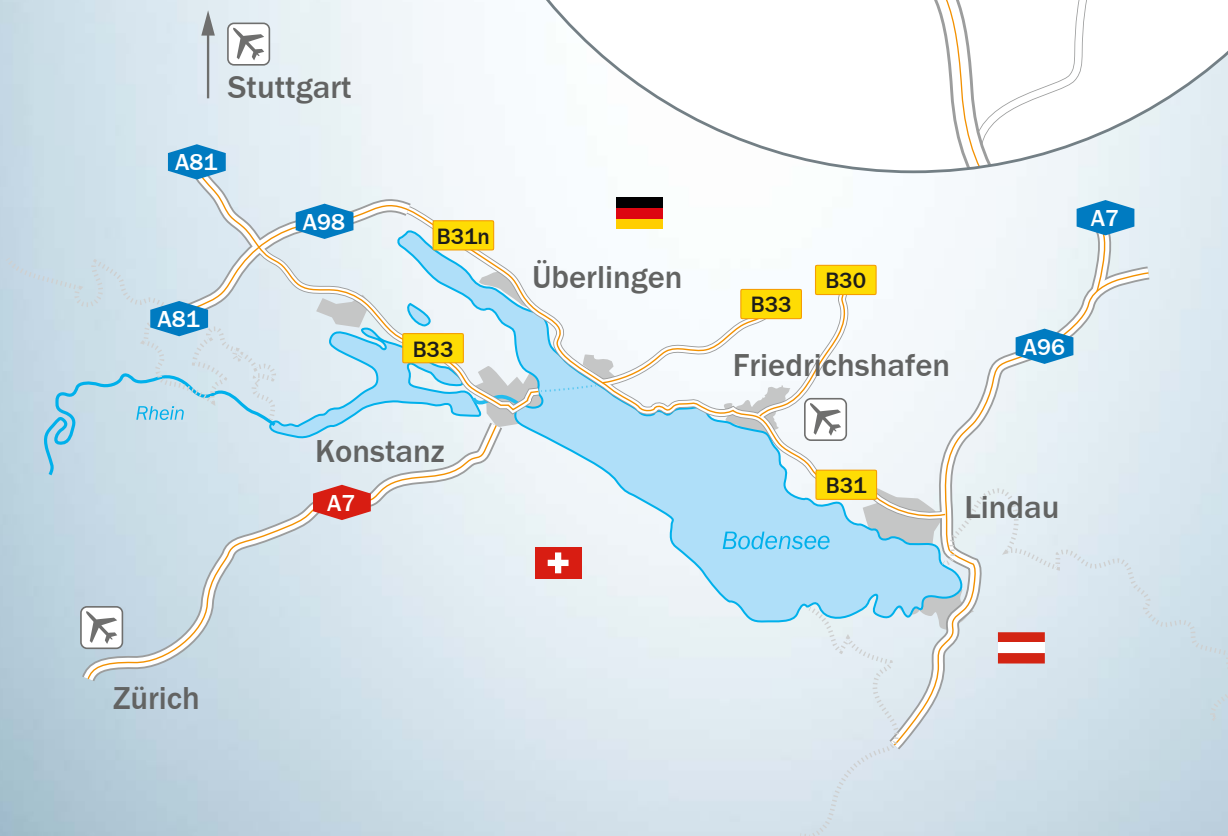 Stuttgart
A81
A98
A7
B31n
Überlingen
B30
B33
A81
B33
A96
Friedrichshafen
Rhein
Konstanz
A7
B31
Lindau
Bodensee
Zürich